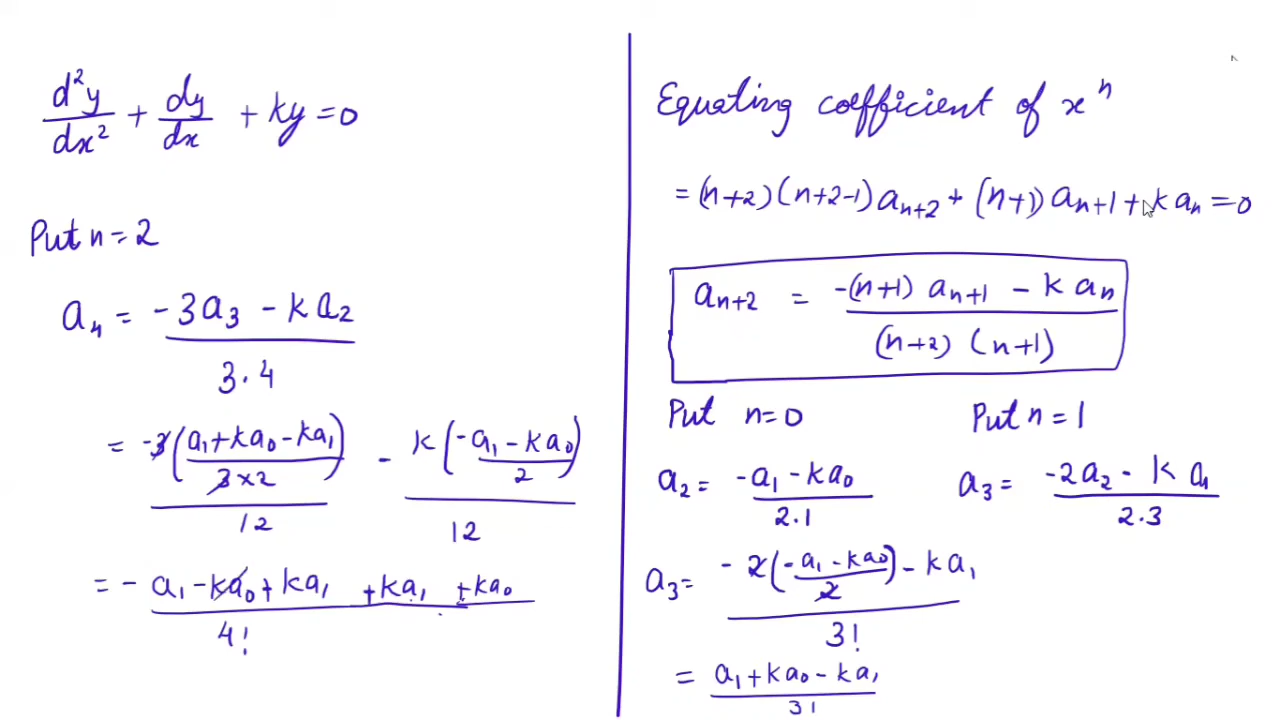 d²y/dx² + dy/dx + ky = 0
Put n = 2
a₄ = (-3a₃ - ka₂)/(3.4)
= -3((a₁ + ka₀ - ka₁)/(3×2))/12 - k((-a₁ - ka₀)/2)/12
= (-a₁ - ka₀ + ka₁ + ka₁ + ka₀)/4!
Equating coefficient of xⁿ
= (n+2)(n+2-1)aₙ₊₂ + (n+1)aₙ₊₁ + kaₙ = 0
aₙ₊₂ = (-(n+1) aₙ₊₁ - k aₙ)/((n+2) (n+1))
Put n = 0 Put n = 1
a₂ = (-a₁ - ka₀)/(2.1) a₃ = (-2a₂ - ka₁)/(2.3)
a₃ = (-2((-a₁ - ka₀)/2) - ka₁)/3!
= (a₁ + ka₀ - ka₁)/3!